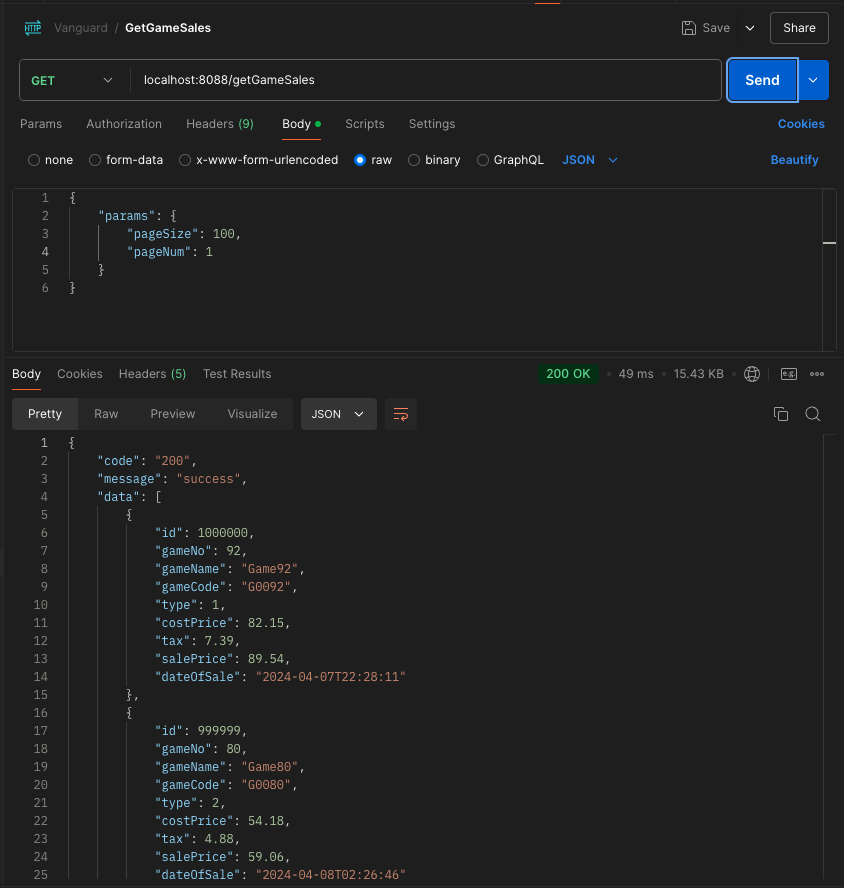 HTTP Vanguard / GetGameSales Save Share
GET localhost:8088/getGameSales Send
Params Authorization Headers (9) Body Scripts Settings Cookies
none form-data x-www-form-urlencoded raw binary GraphQL JSON Beautify
1 {
2 "params": {
3 "pageSize": 100,
4 "pageNum": 1
5 }
6 }
Body Cookies Headers (5) Test Results 200 OK 49 ms 15.43 KB e.g.
Pretty Raw Preview Visualize JSON
1 {
2 "code": "200",
3 "message": "success",
4 "data": [
5 {
6 "id": 1000000,
7 "gameNo": 92,
8 "gameName": "Game92",
9 "gameCode": "G0092",
10 "type": 1,
11 "costPrice": 82.15,
12 "tax": 7.39,
13 "salePrice": 89.54,
14 "dateOfSale": "2024-04-07T22:28:11"
15 },
16 {
17 "id": 999999,
18 "gameNo": 80,
19 "gameName": "Game80",
20 "gameCode": "G0080",
21 "type": 2,
22 "costPrice": 54.18,
23 "tax": 4.88,
24 "salePrice": 59.06,
25 "dateOfSale": "2024-04-08T02:26:46"